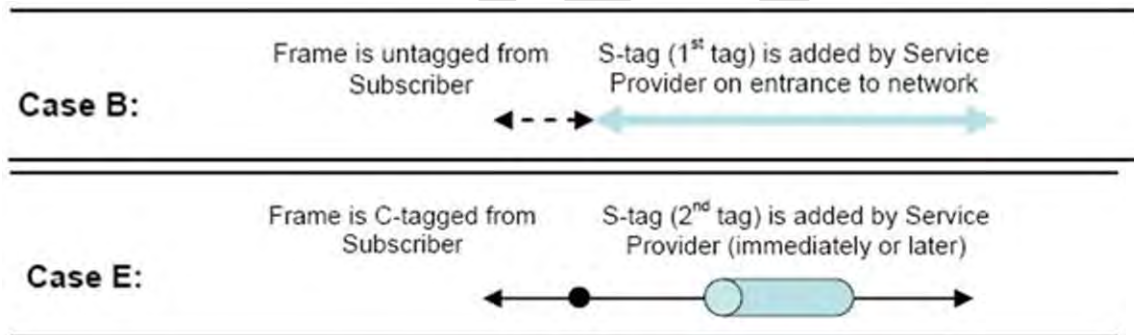 Case B:
Frame is untagged from
Subscriber
S-tag (1st tag) is added by Service
Provider on entrance to network
Case E:
Frame is C-tagged from
Subscriber
S-tag (2nd tag) is added by Service
Provider (immediately or later)